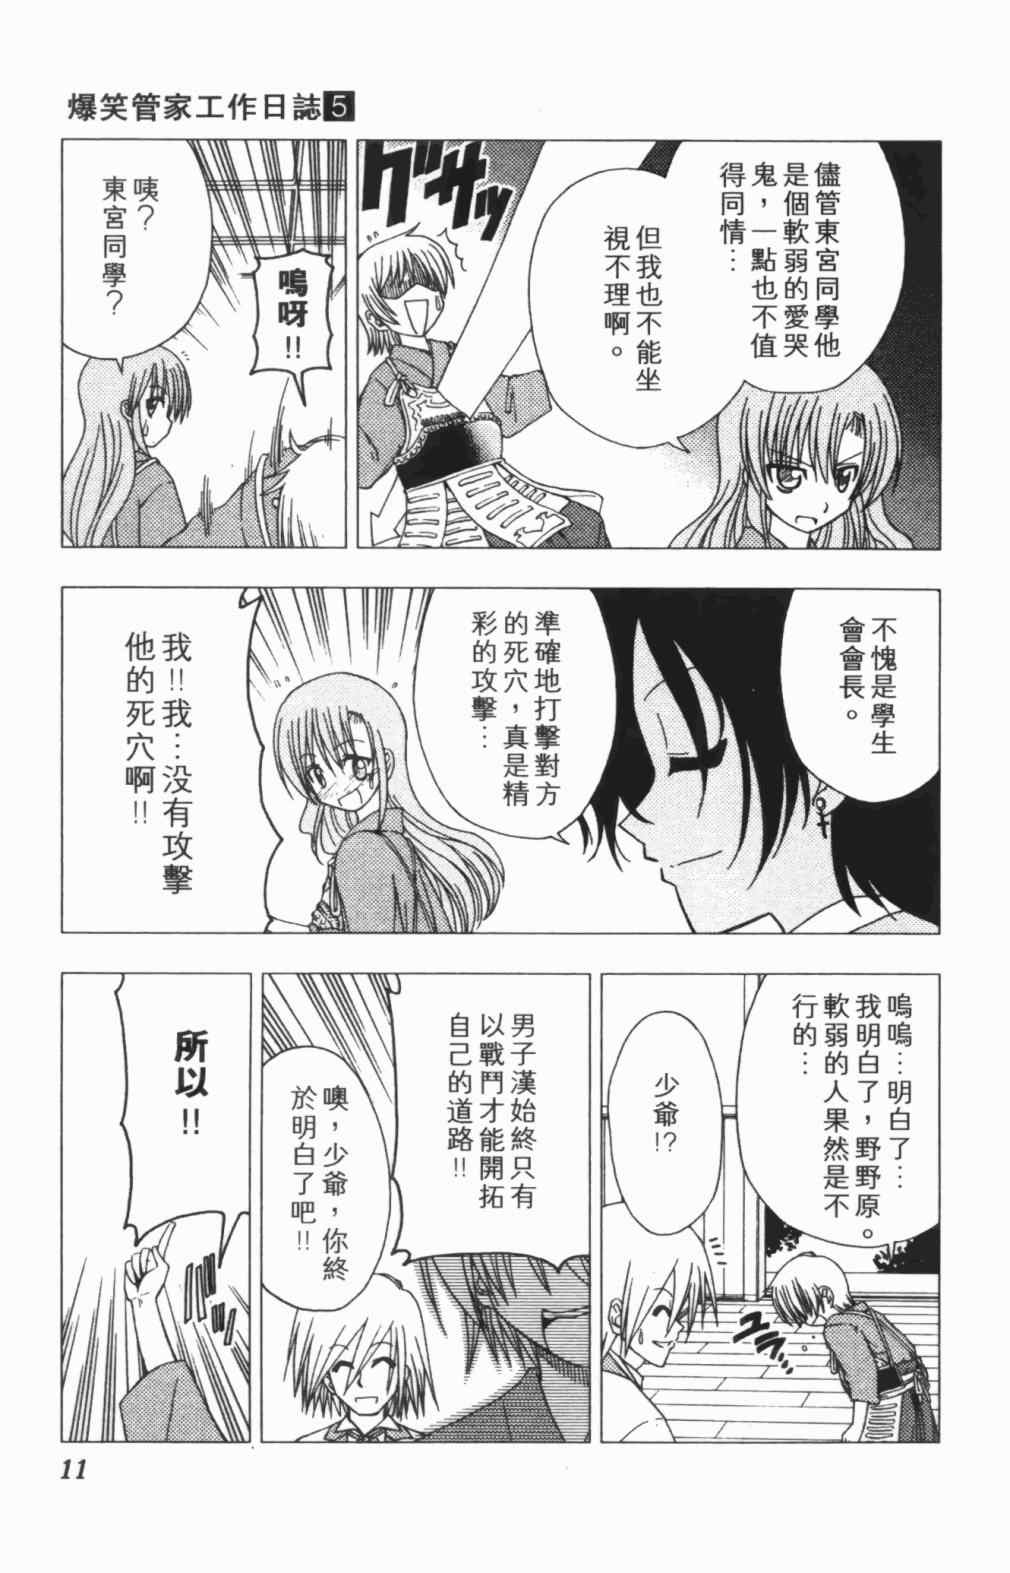 爆笑管家工作日誌5
儘管東宮同學他
是個軟弱的愛哭
鬼，一點也不值
得同情…
但我也不能坐
視不理啊。
グサッ
嗚呀!!
咦？
東宮同學？
不愧是學生
會會長。
準確地打擊對方
的死穴，真是精
彩的攻擊…
我!!我…没有攻擊
他的死穴啊!!
嗚嗚…明白了…
我明白了，野野原。
軟弱的人果然是不
行的…
少爺!?
男子漢始終只有
以戰鬥才能開拓
自己的道路!!
噢，少爺，你終
於明白了吧!!
所以!!
11